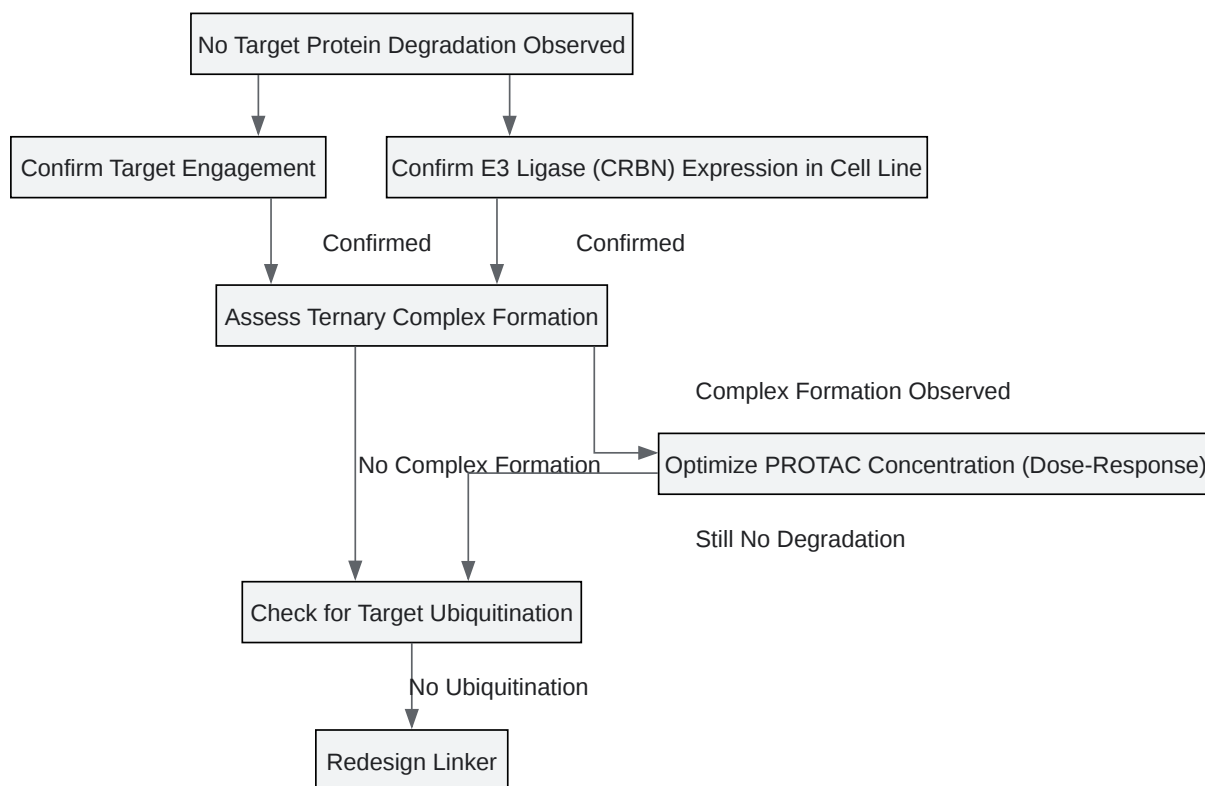 No Target Protein Degradation Observed
Confirm Target Engagement
Confirm E3 Ligase (CRBN) Expression in Cell Line
Confirmed
Confirmed
Assess Ternary Complex Formation
Complex Formation Observed
No Complex Formation
Optimize PROTAC Concentration (Dose-Response)
Still No Degradation
Check for Target Ubiquitination
No Ubiquitination
Redesign Linker